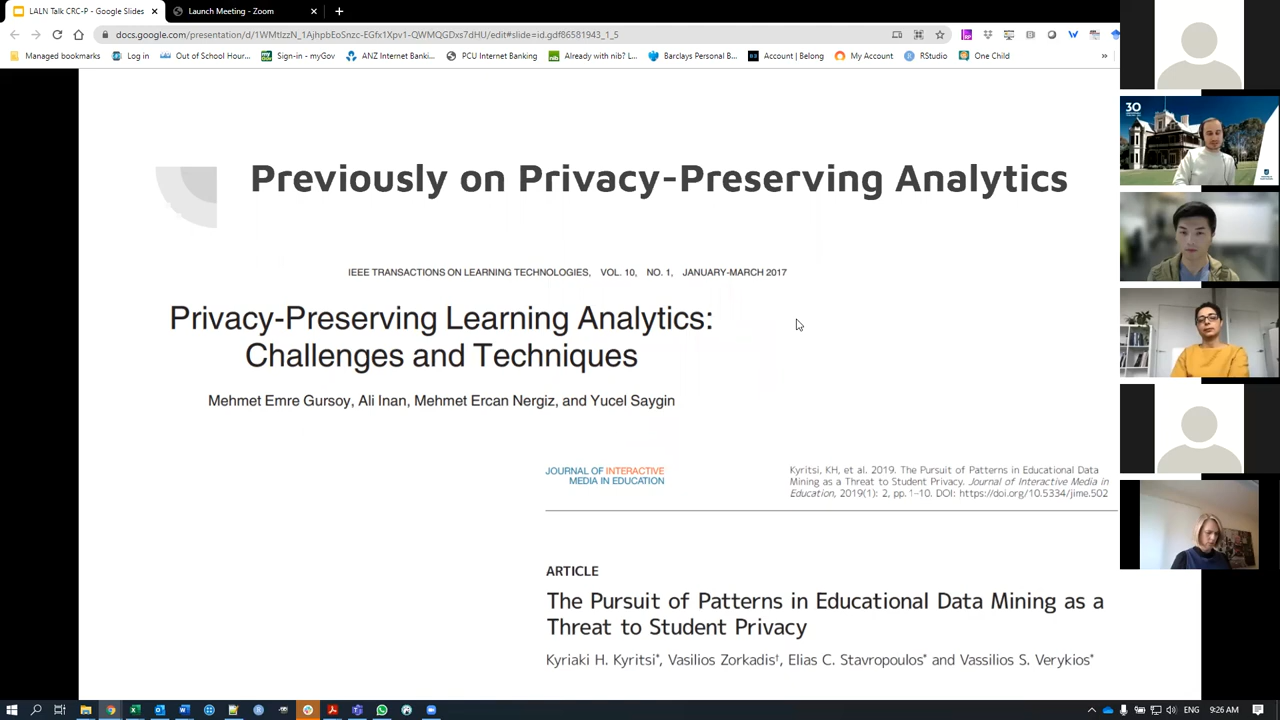 LALN Talk CRC-P - Google Slides
Launch Meeting - Zoom
docs.google.com/presentation/d/1WMtIzzN_1AjhpbEoSnzc-EGfx1Xpv1-QWMQGDxs7dHU/edit#slide=id.gdf86581943_1_5
Managed bookmarks
Log in
Out of School Hour...
Sign-in - myGov
ANZ Internet Banki...
PCU Internet Banking
Already with nib? l...
Barclays Personal B...
Account | Belong
My Account
RStudio
One Child
30
Previously on Privacy-Preserving Analytics
IEEE TRANSACTIONS ON LEARNING TECHNOLOGIES, VOL. 10, NO. 1, JANUARY-MARCH 2017
Privacy-Preserving Learning Analytics:
Challenges and Techniques
Mehmet Emre Gursoy, Ali Inan, Mehmet Ercan Nergiz, and Yucel Saygin
JOURNAL OF INTERACTIVE
MEDIA IN EDUCATION
Kyritsi, KH, et al. 2019. The Pursuit of Patterns in Educational Data
Mining as a Threat to Student Privacy. Journal of Interactive Media in
Education, 2019(1): 2, pp. 1–10. DOI: https://doi.org/10.5334/jime.502
ARTICLE
The Pursuit of Patterns in Educational Data Mining as a
Threat to Student Privacy
Kyriaki H. Kyritsi*, Vasilios Zorkadis†, Elias C. Stavropoulos* and Vassilios S. Verykios*
ENG
9:26 AM